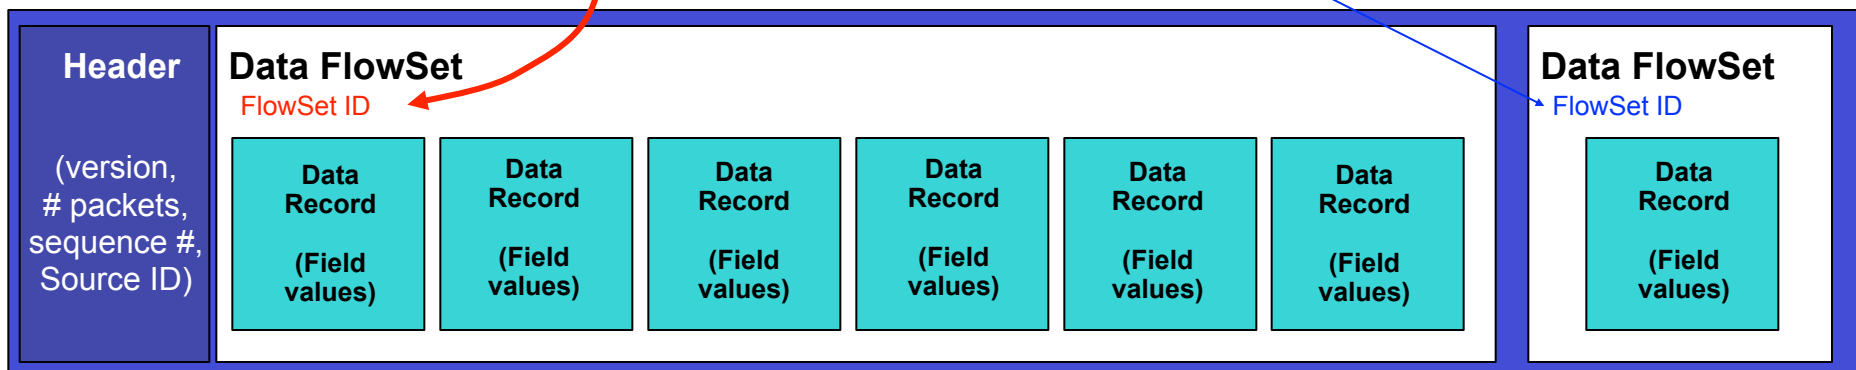 Header
(version,
# packets,
sequence #,
Source ID)
Data FlowSet
FlowSet ID
Data
Record
(Field
values)
Data
Record
(Field
values)
Data
Record
(Field
values)
Data
Record
(Field
values)
Data
Record
(Field
values)
Data
Record
(Field
values)
Data FlowSet
FlowSet ID
Data
Record
(Field
values)